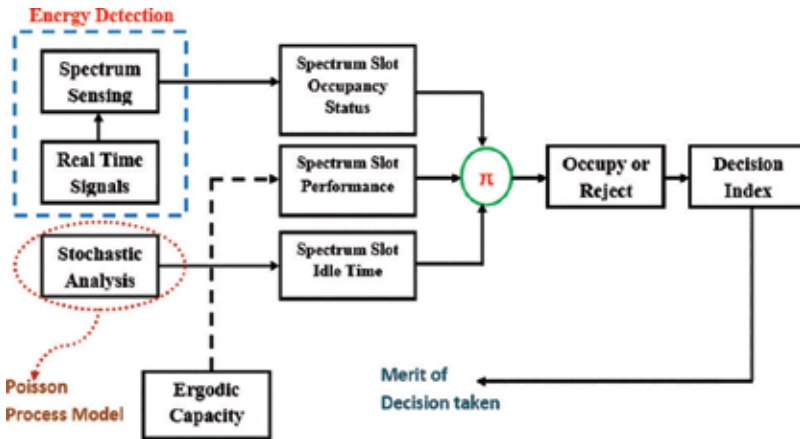 Energy Detection
Spectrum
Sensing
Real Time
Signals
Stochastic
Analysis
Poisson
Process Model
Ergodic
Capacity
Spectrum Slot
Occupancy
Status
Spectrum Slot
Performance
Spectrum Slot
Idle Time
π
Occupy or
Reject
Decision
Index
Merit of
Decision taken